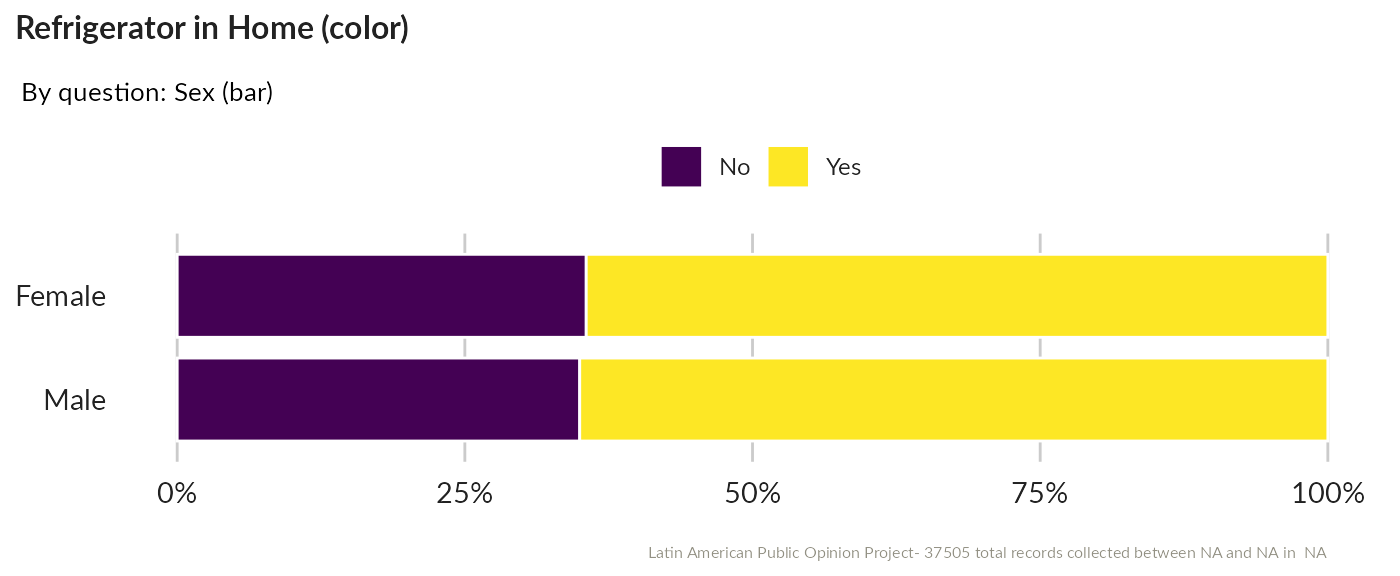 Refrigerator in Home (color)
By question: Sex (bar)
No Yes
Female
Male
0% 25% 50% 75% 100%
Latin American Public Opinion Project- 37505 total records collected between NA and NA in  NA